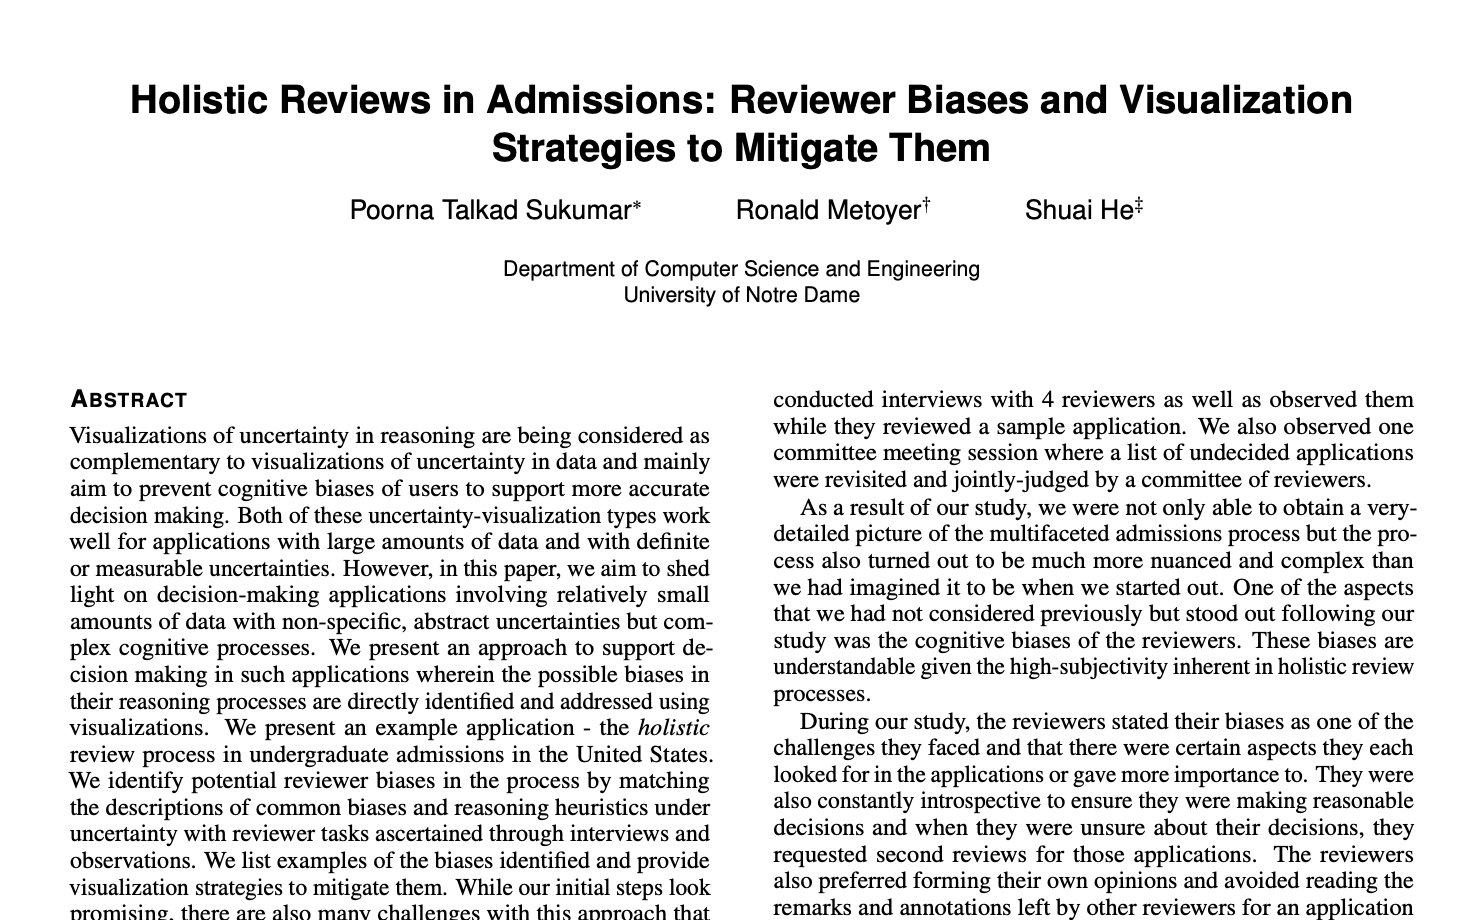 Holistic Reviews in Admissions: Reviewer Biases and Visualization
Strategies to Mitigate Them
Poorna Talkad Sukumar* Ronald Metoyer† Shuai He‡
Department of Computer Science and Engineering
University of Notre Dame
ABSTRACT
Visualizations of uncertainty in reasoning are being considered as
complementary to visualizations of uncertainty in data and mainly
aim to prevent cognitive biases of users to support more accurate
decision making. Both of these uncertainty-visualization types work
well for applications with large amounts of data and with definite
or measurable uncertainties. However, in this paper, we aim to shed
light on decision-making applications involving relatively small
amounts of data with non-specific, abstract uncertainties but com-
plex cognitive processes. We present an approach to support de-
cision making in such applications wherein the possible biases in
their reasoning processes are directly identified and addressed using
visualizations. We present an example application - the holistic
review process in undergraduate admissions in the United States.
We identify potential reviewer biases in the process by matching
the descriptions of common biases and reasoning heuristics under
uncertainty with reviewer tasks ascertained through interviews and
observations. We list examples of the biases identified and provide
visualization strategies to mitigate them. While our initial steps look
promising, there are also many challenges with this approach that
conducted interviews with 4 reviewers as well as observed them
while they reviewed a sample application. We also observed one
committee meeting session where a list of undecided applications
were revisited and jointly-judged by a committee of reviewers.
As a result of our study, we were not only able to obtain a very-
detailed picture of the multifaceted admissions process but the pro-
cess also turned out to be much more nuanced and complex than
we had imagined it to be when we started out. One of the aspects
that we had not considered previously but stood out following our
study was the cognitive biases of the reviewers. These biases are
understandable given the high-subjectivity inherent in holistic review
processes.
During our study, the reviewers stated their biases as one of the
challenges they faced and that there were certain aspects they each
looked for in the applications or gave more importance to. They were
also constantly introspective to ensure they were making reasonable
decisions and when they were unsure about their decisions, they
requested second reviews for those applications. The reviewers
also preferred forming their own opinions and avoided reading the
remarks and annotations left by other reviewers for an application